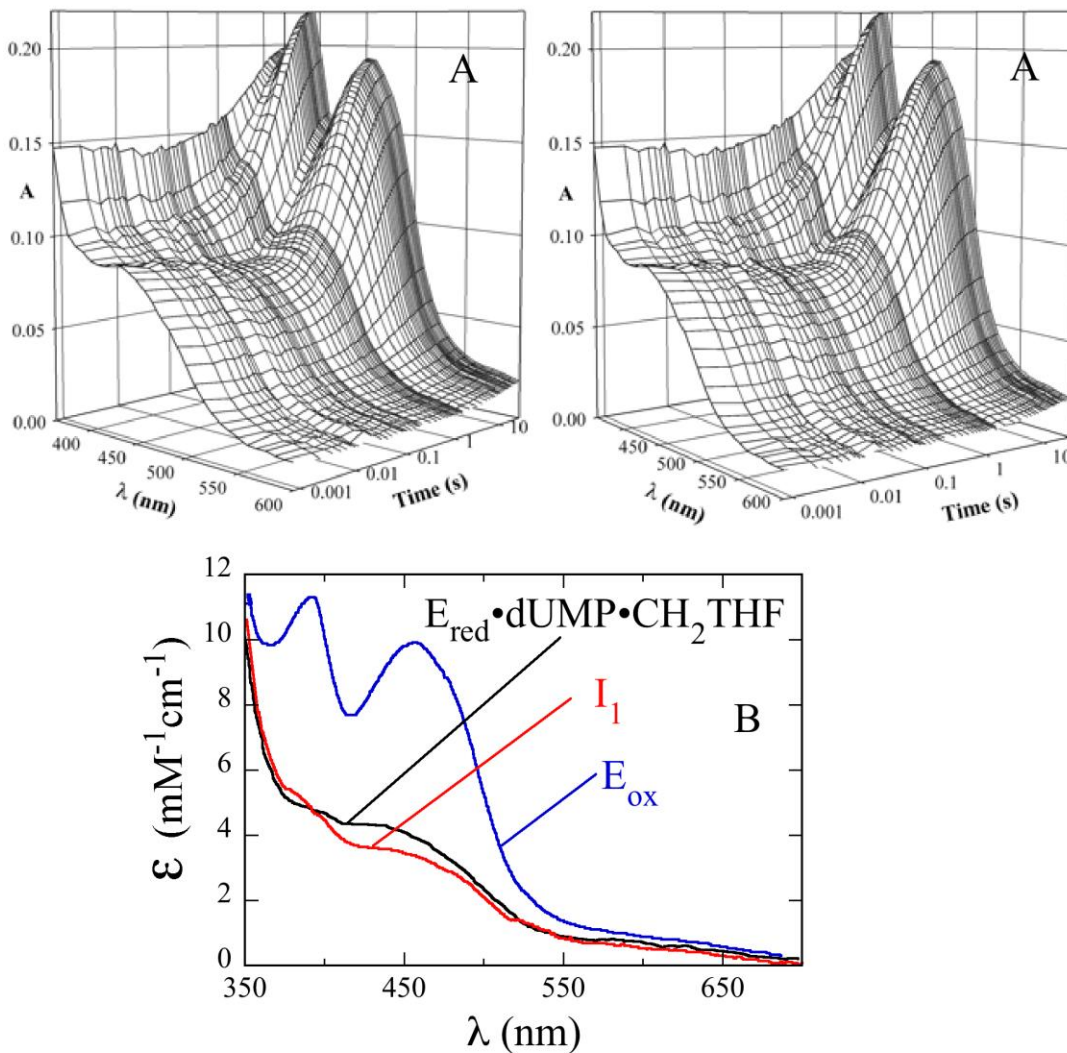 A
0.20
0.15
A
0.10
0.05
0.00
400
450
500
550
600
λ (nm)
0.001
0.01
0.1
1
10
Time (s)
A
0.20
0.15
A
0.10
0.05
0.00
450
500
550
600
λ (nm)
0.001
0.01
0.1
1
10
Time (s)
12
10
8
6
4
2
0
ε (mM⁻¹cm⁻¹)
E_red•dUMP•CH₂THF
B
I₁
E_ox
350
450
550
650
λ (nm)